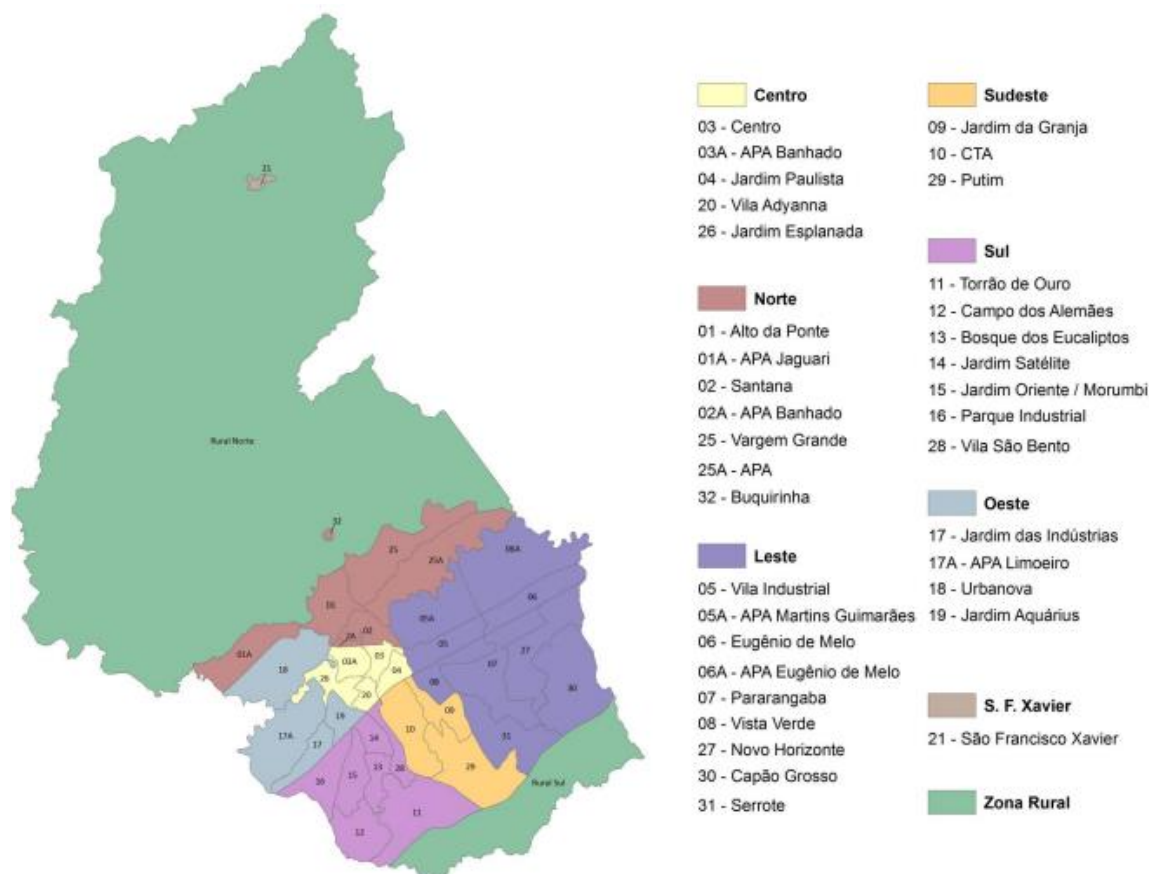 Centro
03 - Centro
03A - APA Banhado
04 - Jardim Paulista
20 - Vila Adyanna
26 - Jardim Esplanada
Norte
01 - Alto da Ponte
01A - APA Jaguari
02 - Santana
02A - APA Banhado
25 - Vargem Grande
25A - APA
32 - Buquirinha
Leste
05 - Vila Industrial
05A - APA Martins Guimarães
06 - Eugênio de Melo
06A - APA Eugênio de Melo
07 - Pararangaba
08 - Vista Verde
27 - Novo Horizonte
30 - Capão Grosso
31 - Serrote
Sudeste
09 - Jardim da Granja
10 - CTA
29 - Putim
Sul
11 - Torrão de Ouro
12 - Campo dos Alemães
13 - Bosque dos Eucaliptos
14 - Jardim Satélite
15 - Jardim Oriente / Morumbi
16 - Parque Industrial
28 - Vila São Bento
Oeste
17 - Jardim das Indústrias
17A - APA Limoeiro
18 - Urbanova
19 - Jardim Aquárius
S. F. Xavier
21 - São Francisco Xavier
Zona Rural
21
Rural Norte
32
25
25A
06A
06
05A
02
2A
05
01A
18
03A
03
04
26
20
07
27
30
08
09
10
31
29
19
17A
17
14
13
28
15
11
12
Rural Sul